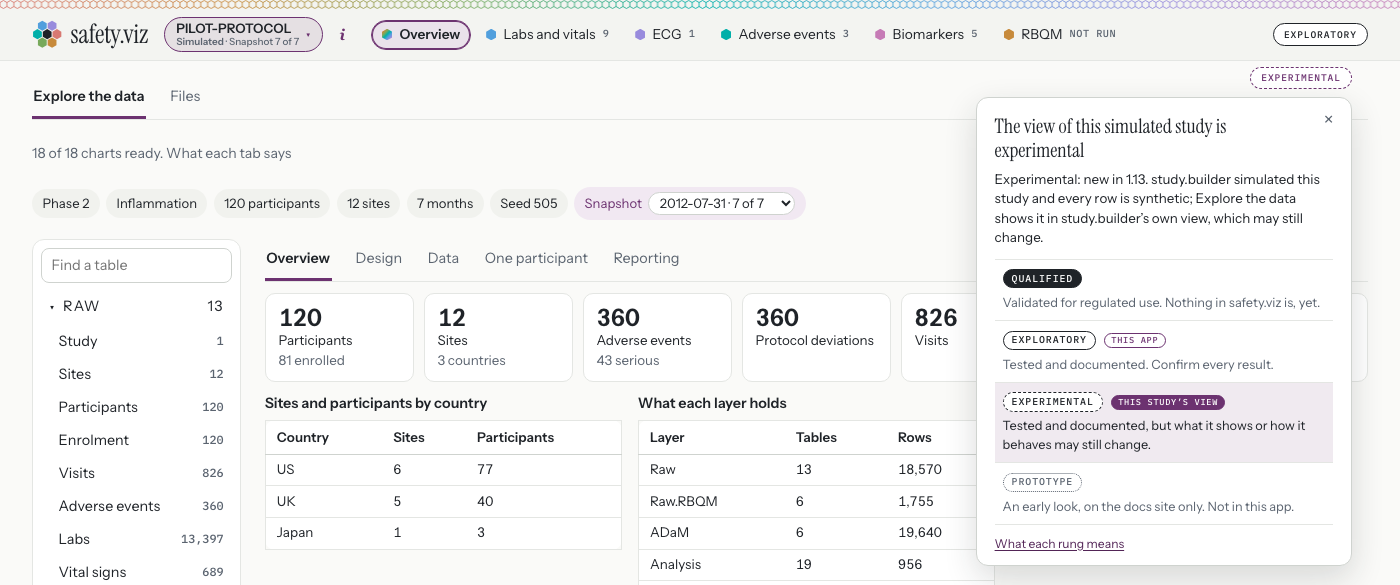 safety.viz
PILOT-PROTOCOL
Simulated · Snapshot 7 of 7
i
Overview
Labs and vitals 9
ECG 1
Adverse events 3
Biomarkers 5
RBQM NOT RUN
EXPLORATORY
EXPERIMENTAL
Explore the data
Files
18 of 18 charts ready. What each tab says
Phase 2
Inflammation
120 participants
12 sites
7 months
Seed 505
Snapshot 2012-07-31 · 7 of 7
Find a table
RAW 13
Study 1
Sites 12
Participants 120
Enrolment 120
Visits 826
Adverse events 360
Labs 13,397
Vital signs 689
Overview
Design
Data
One participant
Reporting
120
Participants
81 enrolled
12
Sites
3 countries
360
Adverse events
43 serious
360
Protocol deviations
826
Visits
Sites and participants by country
Country Sites Participants
US 6 77
UK 5 40
Japan 1 3
What each layer holds
Layer Tables Rows
Raw 13 18,570
Raw.RBQM 6 1,755
ADaM 6 19,640
Analysis 19 956
The view of this simulated study is
experimental
×
Experimental: new in 1.13. study.builder simulated this
study and every row is synthetic; Explore the data
shows it in study.builder’s own view, which may still
change.
QUALIFIED
Validated for regulated use. Nothing in safety.viz is, yet.
EXPLORATORY THIS APP
Tested and documented. Confirm every result.
EXPERIMENTAL THIS STUDY’S VIEW
Tested and documented, but what it shows or how it
behaves may still change.
PROTOTYPE
An early look, on the docs site only. Not in this app.
What each rung means